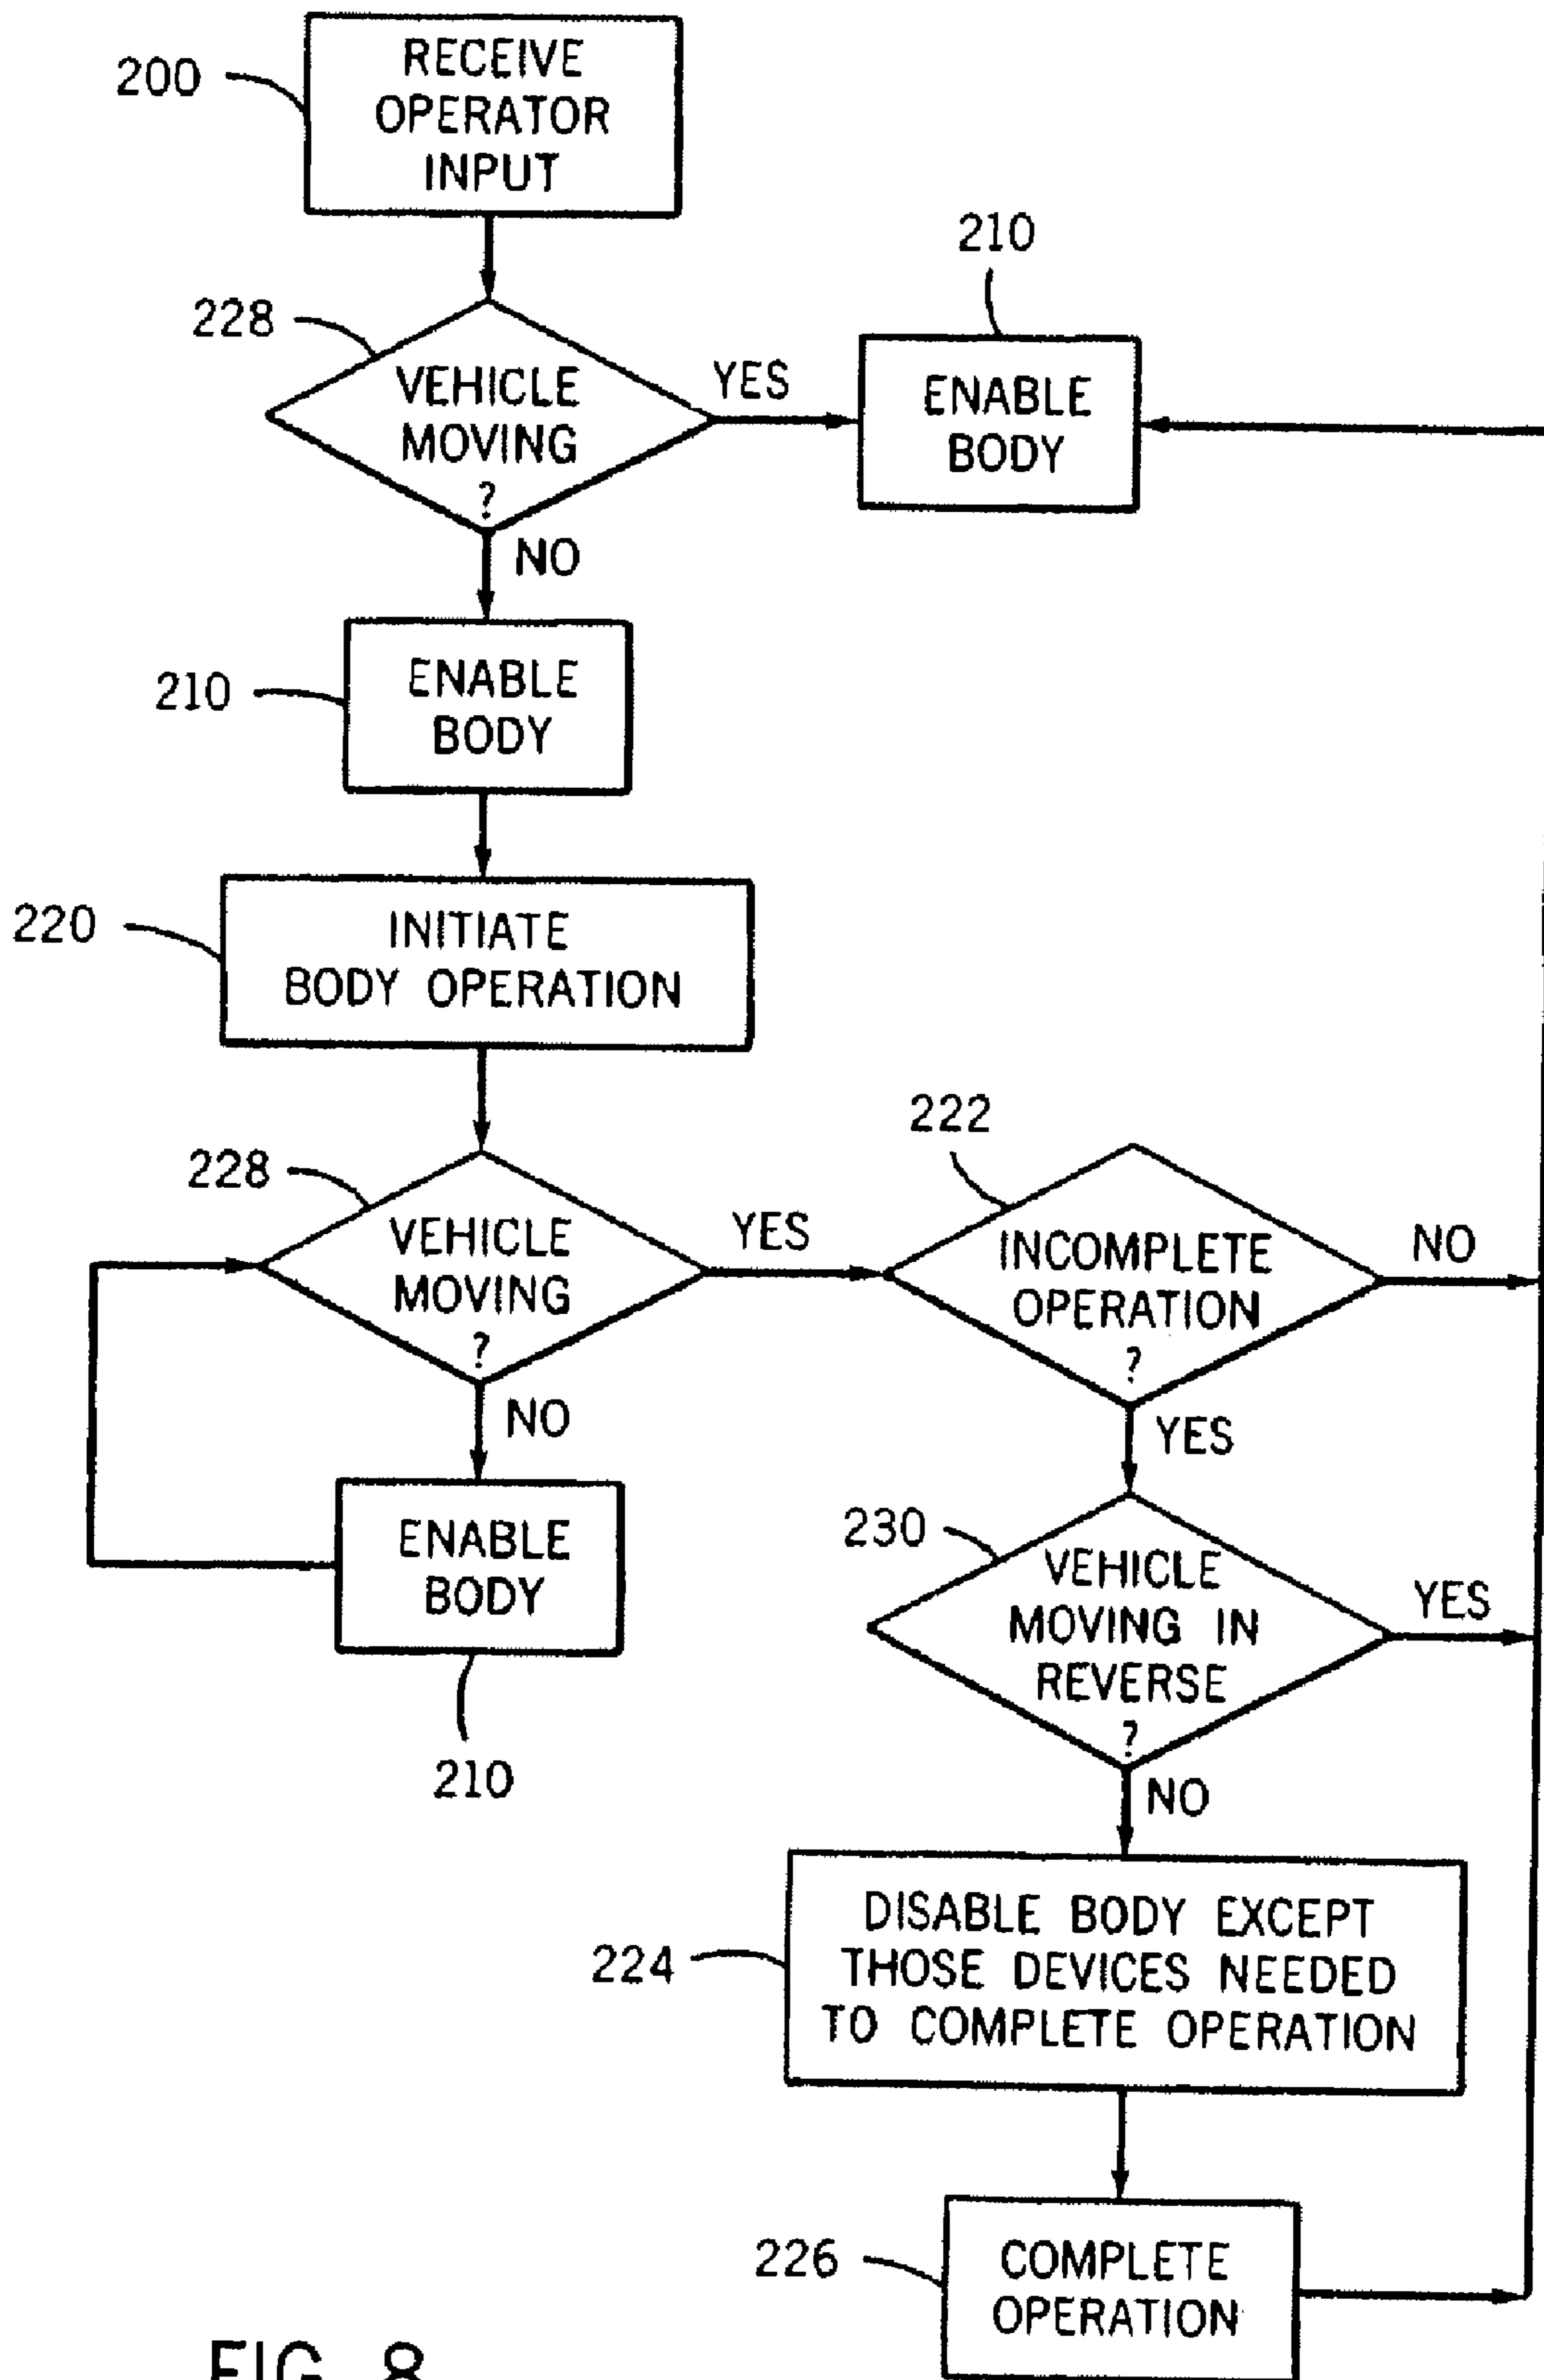 200
RECEIVE
OPERATOR
INPUT
210
228
VEHICLE
MOVING
?
YES
ENABLE
BODY
NO
210
ENABLE
BODY
220
INITIATE
BODY OPERATION
222
228
VEHICLE
MOVING
?
YES
INCOMPLETE
OPERATION
?
NO
NO
YES
ENABLE
BODY
210
230
VEHICLE
MOVING IN
REVERSE
?
YES
NO
224
DISABLE BODY EXCEPT
THOSE DEVICES NEEDED
TO COMPLETE OPERATION
226
COMPLETE
OPERATION
FIG. 8